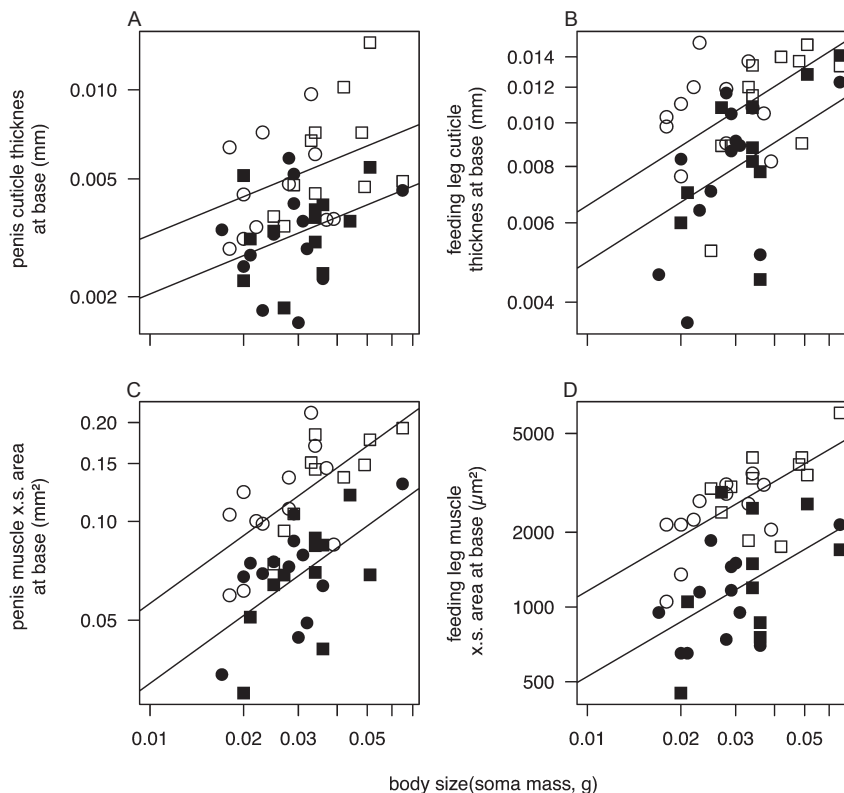 A
penis cuticle thicknes
at base (mm)
0.010
0.005
0.002
B
feeding leg cuticle
thicknes at base (mm)
0.014
0.012
0.010
0.008
0.006
0.004
C
penis muscle x.s. area
at base (mm²)
0.20
0.15
0.10
0.05
0.01 0.02 0.03 0.05
D
feeding leg muscle
x.s. area at base (µm²)
5000
2000
1000
500
0.01 0.02 0.03 0.05
body size(soma mass, g)